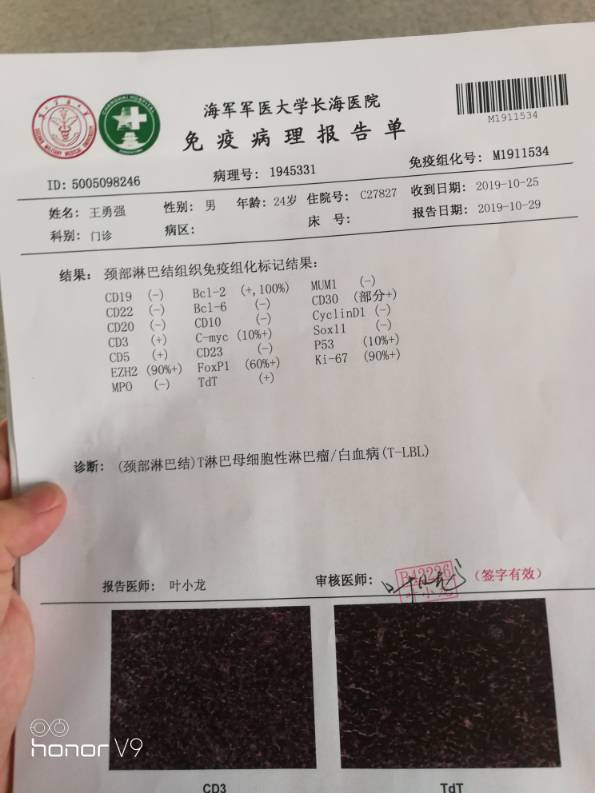 海军军医大学长海医院
免疫病理报告单
M1911534
ID: 5005098246 病理号: 1945331 免疫组化号: M1911534
姓名: 王勇强 性别: 男 年龄: 24岁 住院号: C27827 收到日期: 2019-10-25
科别: 门诊 病区: 床 号: 报告日期: 2019-10-29
结果: 颈部淋巴结组织免疫组化标记结果:
CD19 (-) Bcl-2 (+,100%) MUM1 (-)
CD22 (-) Bcl-6 (-) CD30 (部分+)
CD20 (-) CD10 (-) CyclinD1 (-)
CD3 (+) C-myc (10%+) Sox11 (-)
CD5 (+) CD23 (-) P53 (10%+)
EZH2 (90%+) FoxP1 (60%+) Ki-67 (90%+)
MPO (-) TdT (+)
诊断: (颈部淋巴结)T淋巴母细胞性淋巴瘤/白血病(T-LBL)
报告医师: 叶小龙 审核医师: (签字有效)
CD3 TdT
honor V9